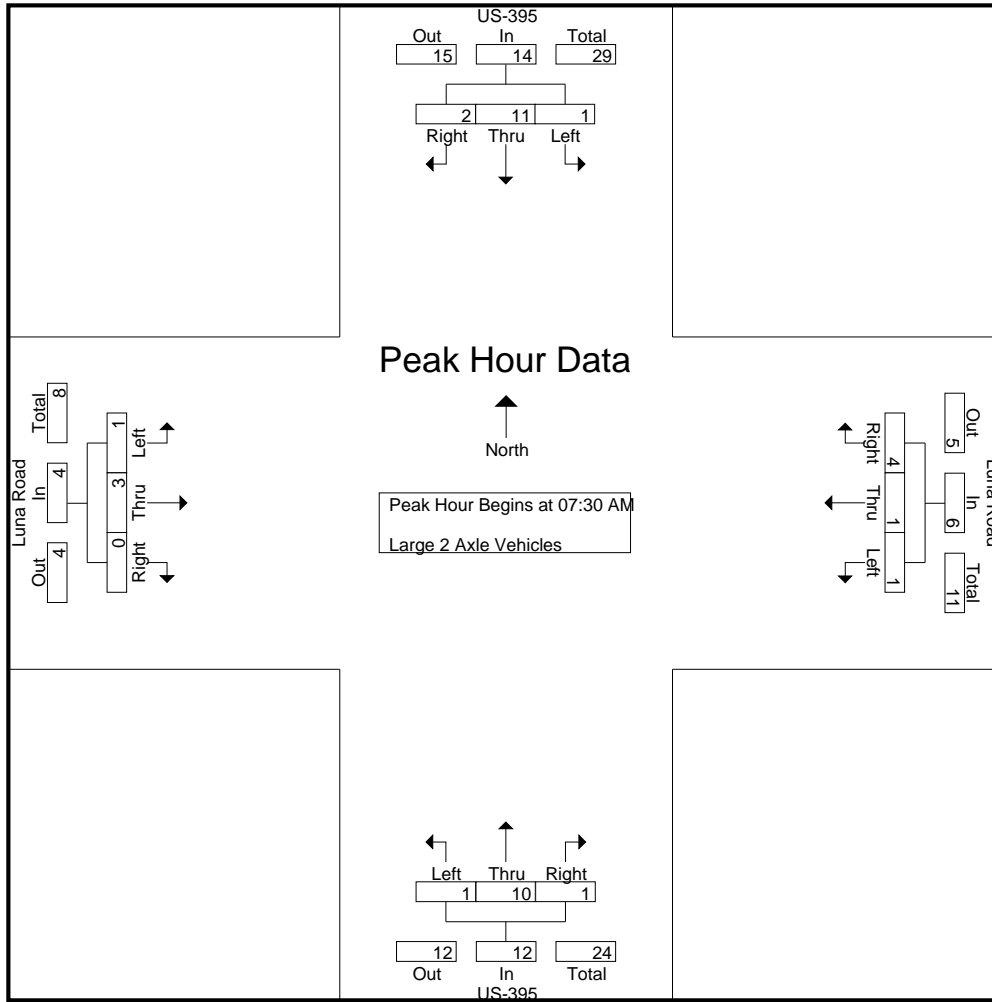 US-395
Out In Total
15 14 29
2 11 1
Right Thru Left
Peak Hour Data
North
Peak Hour Begins at 07:30 AM
Large 2 Axle Vehicles
Luna Road
Total In Out
8 4 4
1 3 0
Left Thru Right
Right Thru Left
4 1 1
5 6 11
Out In Total
Luna Road
Left Thru Right
1 10 1
12 12 24
Out In Total
US-395